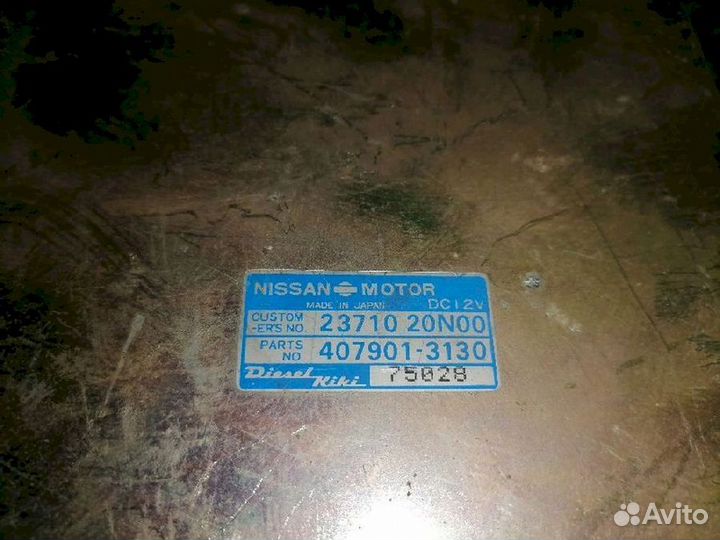 NISSAN MOTOR
MADE IN JAPAN DC12V
CUSTOM
-ER'S NO 23710 20N00
PARTS
NO 407901-3130
Diesel
Kiki 75028
Avito